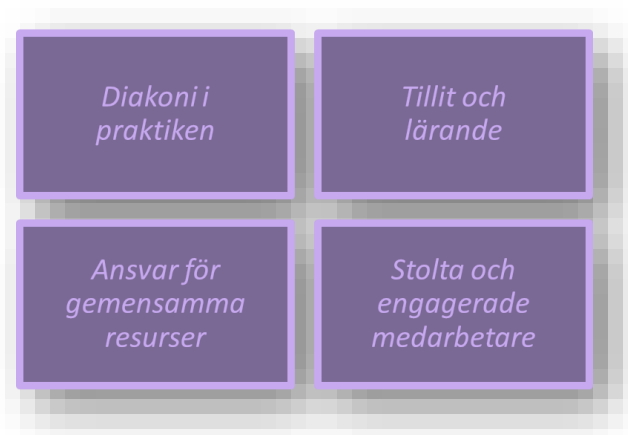 Diakoni i
praktiken
Tillit och
lärande
Ansvar för
gemensamma
resurser
Stolta och
engagerade
medarbetare